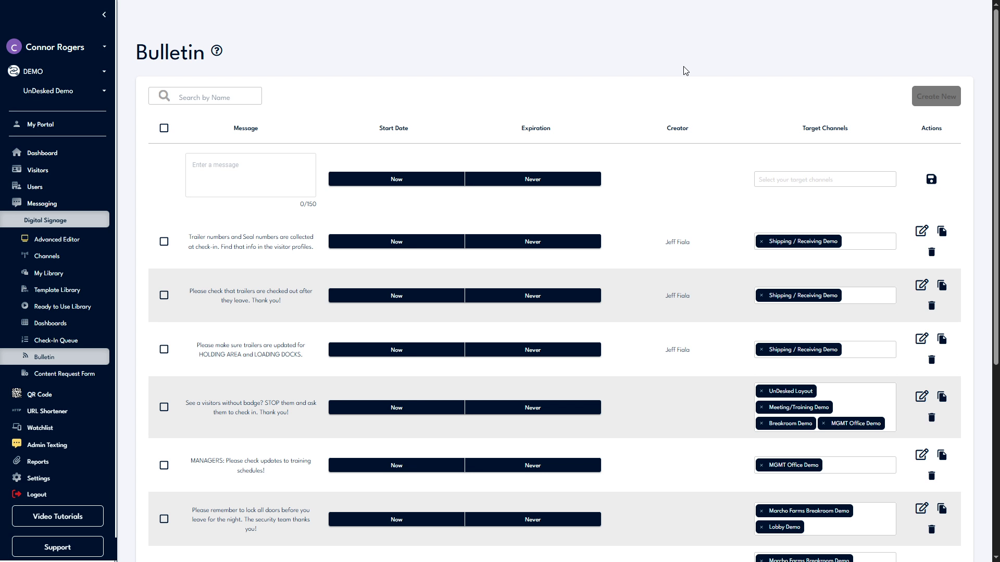 C Connor Rogers
DEMO
UnDesked Demo
My Portal
Dashboard
Visitors
Users
Messaging
Digital Signage
Advanced Editor
Channels
My Library
Template Library
Ready to Use Library
Dashboards
Check-In Queue
Bulletin
Content Request Form
QR Code
HTTP URL Shortener
Watchlist
Admin Texting
Reports
Settings
Logout
Video Tutorials
Support
Bulletin ?
Search by Name
Create New
Message Start Date Expiration Creator Target Channels Actions
Enter a message
0/150
Now Never
Select your target channels
Trailer numbers and Seal numbers are collected
at check-in. Find that info in the visitor profiles.
Now Never
Jeff Fiala
× Shipping / Receiving Demo
Please check that trailers are checked out after
they leave. Thank you!
Now Never
Jeff Fiala
× Shipping / Receiving Demo
Please make sure trailers are updated for
HOLDING AREA and LOADING DOCKS.
Now Never
Jeff Fiala
× Shipping / Receiving Demo
See a visitors without badge? STOP them and ask
them to check in. Thank you!
Now Never
× UnDesked Layout
× Meeting/Training Demo
× Breakroom Demo × MGMT Office Demo
MANAGERS: Please check updates to training
schedules!
Now Never
× MGMT Office Demo
Please remember to lock all doors before you
leave for the night. The security team thanks
you!
Now Never
× Marcho Farms Breakroom Demo
× Lobby Demo
× Marcho Farms Breakroom Demo